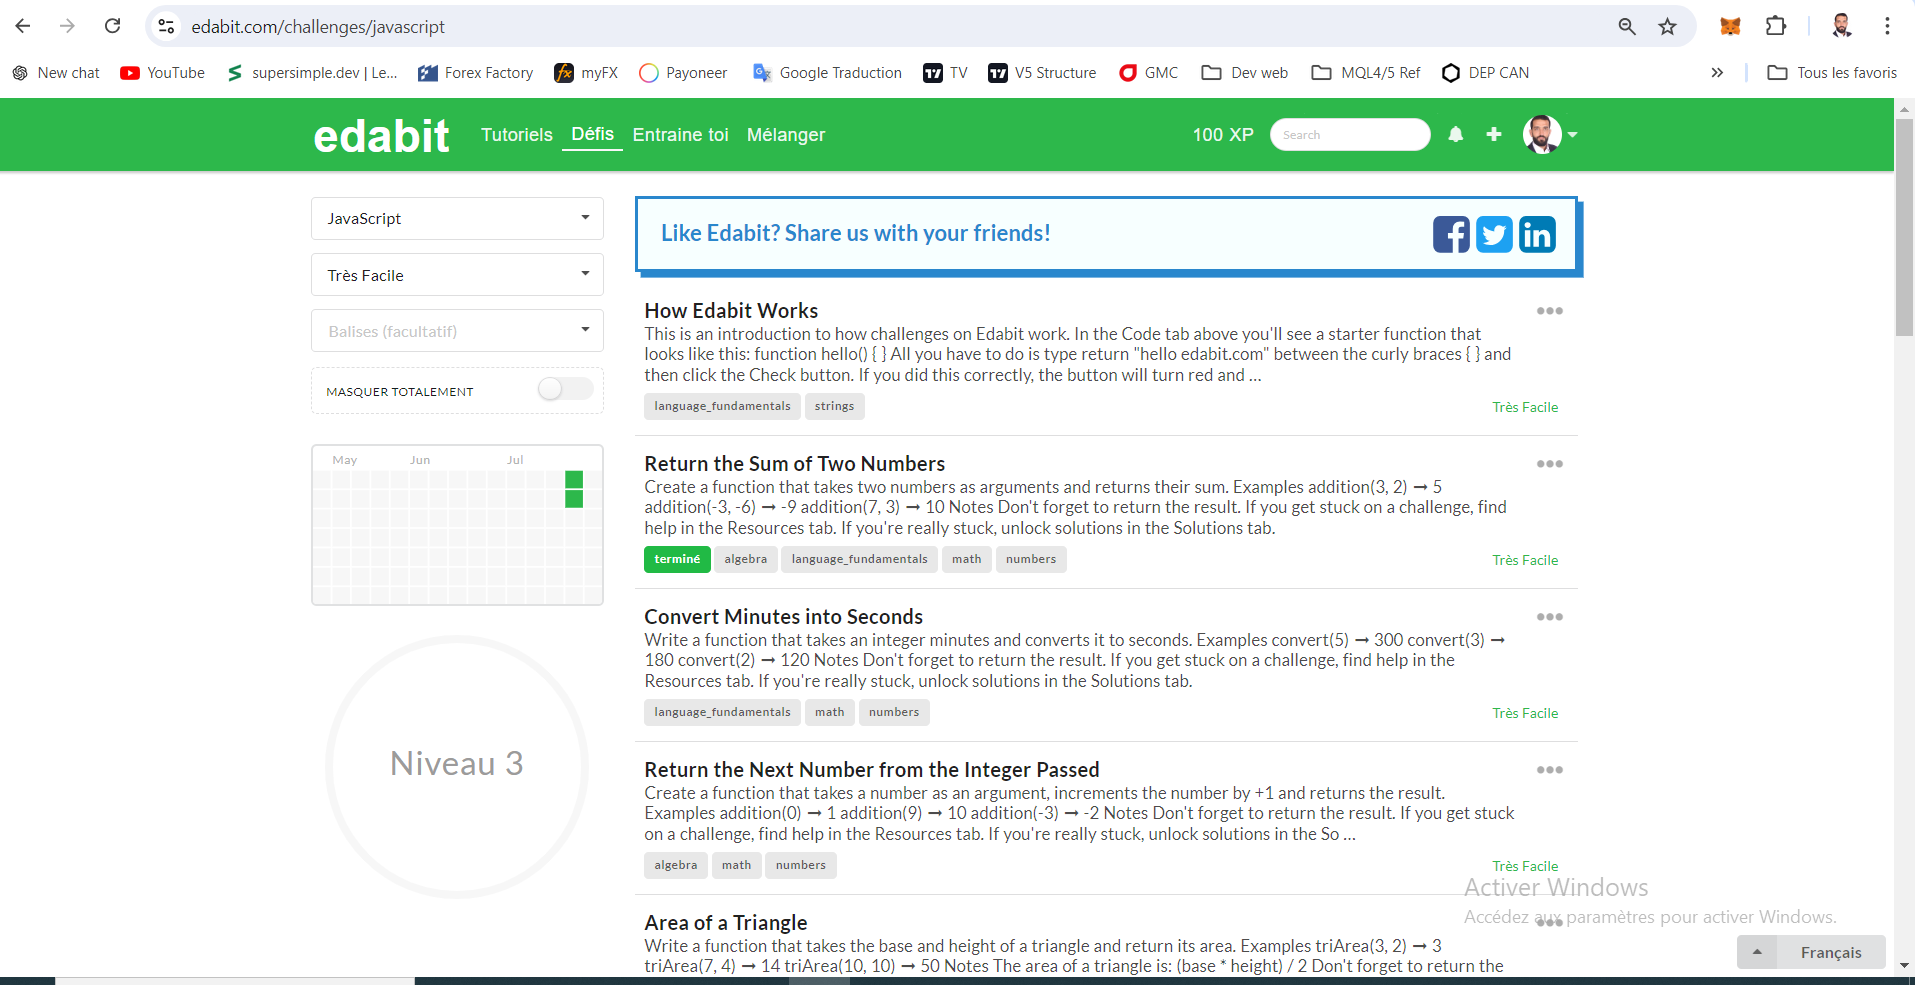 edabit.com/challenges/javascript
New chat YouTube supersimple.dev | Le... Forex Factory myFX Payoneer Google Traduction TV V5 Structure GMC Dev web MQL4/5 Ref DEP CAN Tous les favoris
edabit Tutoriels Défis Entraine toi Mélanger 100 XP Search
JavaScript
Très Facile
Balises (facultatif)
MASQUER TOTALEMENT
May Jun Jul
Niveau 3
Like Edabit? Share us with your friends!
How Edabit Works
This is an introduction to how challenges on Edabit work. In the Code tab above you'll see a starter function that
looks like this: function hello() { } All you have to do is type return "hello edabit.com" between the curly braces { } and
then click the Check button. If you did this correctly, the button will turn red and ...
language_fundamentals strings Très Facile
Return the Sum of Two Numbers
Create a function that takes two numbers as arguments and returns their sum. Examples addition(3, 2) ➞ 5
addition(-3, -6) ➞ -9 addition(7, 3) ➞ 10 Notes Don't forget to return the result. If you get stuck on a challenge, find
help in the Resources tab. If you're really stuck, unlock solutions in the Solutions tab.
terminé algebra language_fundamentals math numbers Très Facile
Convert Minutes into Seconds
Write a function that takes an integer minutes and converts it to seconds. Examples convert(5) ➞ 300 convert(3) ➞
180 convert(2) ➞ 120 Notes Don't forget to return the result. If you get stuck on a challenge, find help in the
Resources tab. If you're really stuck, unlock solutions in the Solutions tab.
language_fundamentals math numbers Très Facile
Return the Next Number from the Integer Passed
Create a function that takes a number as an argument, increments the number by +1 and returns the result.
Examples addition(0) ➞ 1 addition(9) ➞ 10 addition(-3) ➞ -2 Notes Don't forget to return the result. If you get stuck
on a challenge, find help in the Resources tab. If you're really stuck, unlock solutions in the So ...
algebra math numbers Très Facile
Area of a Triangle
Write a function that takes the base and height of a triangle and return its area. Examples triArea(3, 2) ➞ 3
triArea(7, 4) ➞ 14 triArea(10, 10) ➞ 50 Notes The area of a triangle is: (base * height) / 2 Don't forget to return the
Activer Windows
Accédez aux paramètres pour activer Windows.
Français